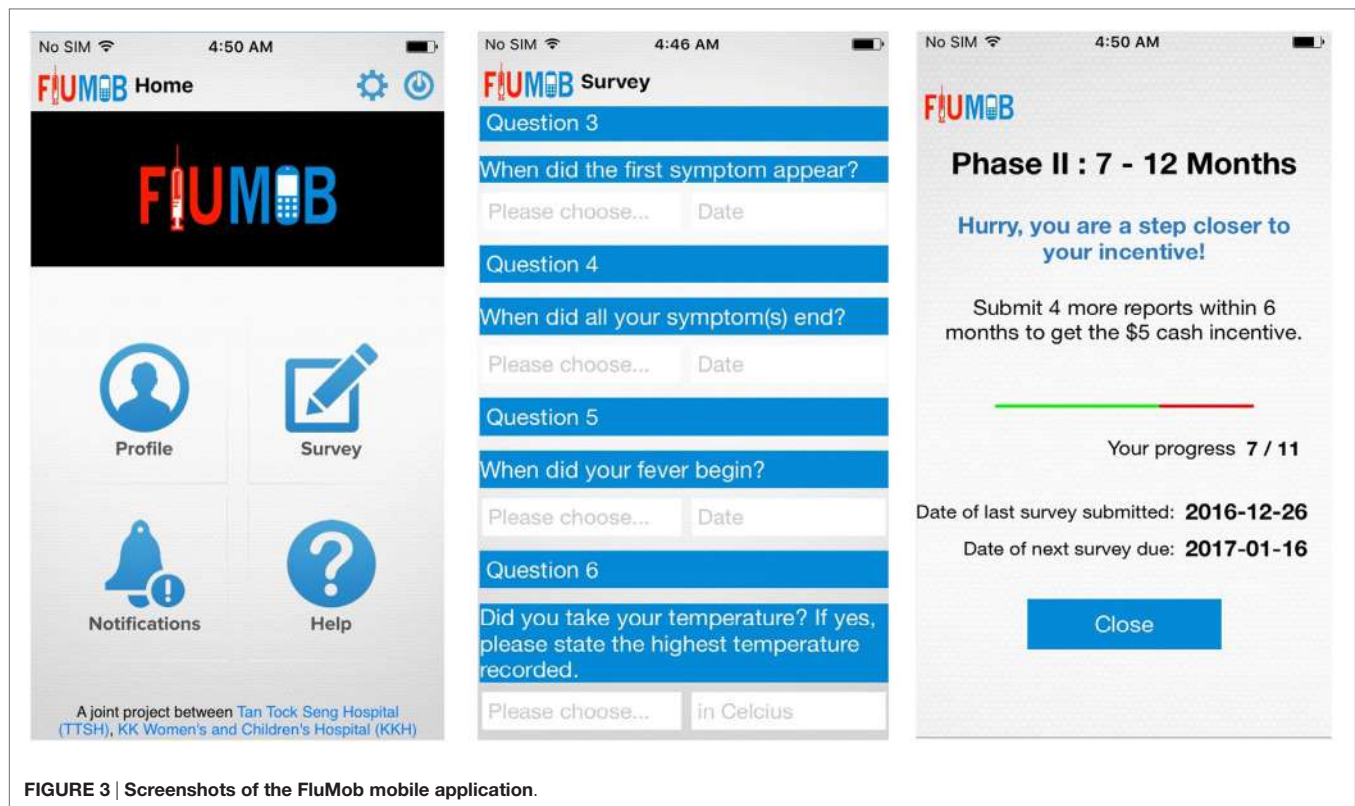 No SIM 4:50 AM
FluMOB Home
FlUMOB
Profile
Survey
Notifications
Help
A joint project between Tan Tock Seng Hospital
(TTSH), KK Women's and Children's Hospital (KKH)
No SIM 4:46 AM
FlUMOB Survey
Question 3
When did the first symptom appear?
Please choose... Date
Question 4
When did all your symptom(s) end?
Please choose... Date
Question 5
When did your fever begin?
Please choose... Date
Question 6
Did you take your temperature? If yes,
please state the highest temperature
recorded.
Please choose... in Celcius
No SIM 4:50 AM
FlUMOB
Phase II : 7 - 12 Months
Hurry, you are a step closer to
your incentive!
Submit 4 more reports within 6
months to get the $5 cash incentive.
Your progress 7 / 11
Date of last survey submitted: 2016-12-26
Date of next survey due: 2017-01-16
Close
FIGURE 3 | Screenshots of the FluMob mobile application.